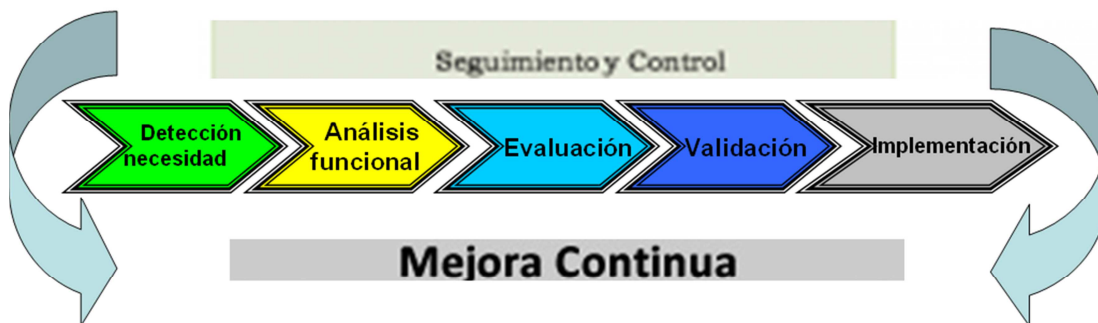 Seguimiento y Control
Detección
necesidad
Análisis
funcional
Evaluación
Validación
Implementación
Mejora Continua